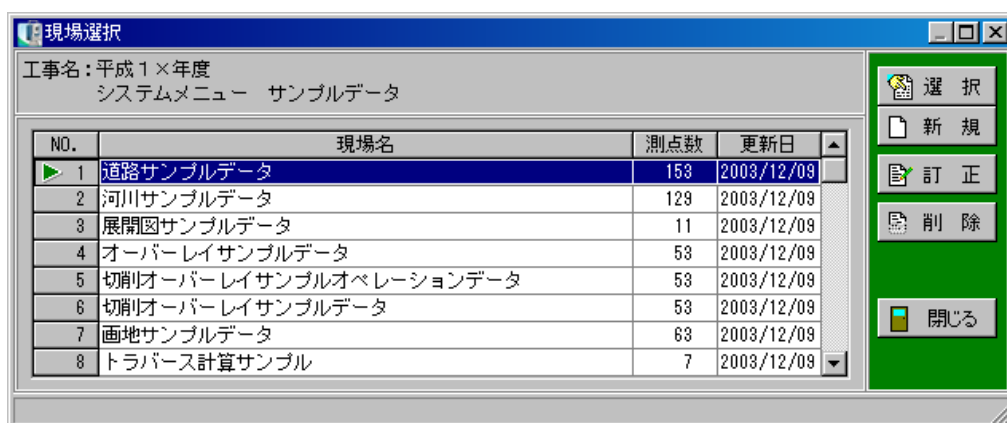 現場選択
工事名:平成1×年度
システムメニュー サンプルデータ
選 択
新 規
訂 正
削 除
閉じる
NO. 現場名 測点数 更新日
1 道路サンプルデータ 153 2003/12/09
2 河川サンプルデータ 129 2003/12/09
3 展開図サンプルデータ 11 2003/12/09
4 オーバーレイサンプルデータ 53 2003/12/09
5 切削オーバーレイサンプルオペレーションデータ 53 2003/12/09
6 切削オーバーレイサンプルデータ 53 2003/12/09
7 画地サンプルデータ 63 2003/12/09
8 トラバース計算サンプル 7 2003/12/09